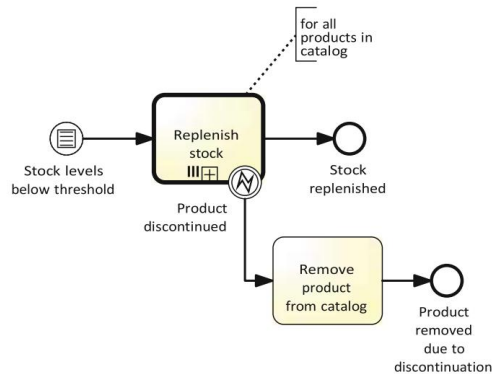 for all
products in
catalog
Replenish
stock
Stock levels
below threshold
Stock
replenished
Product
discontinued
Remove
product
from catalog
Product
removed
due to
discontinuation